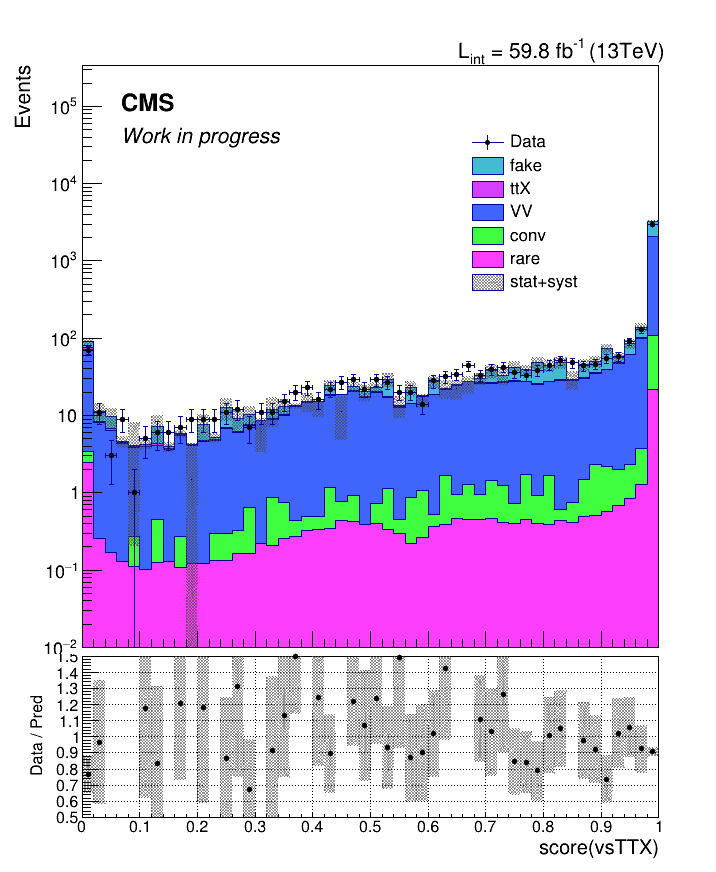 L_int = 59.8 fb^-1 (13TeV)
Events
CMS
Work in progress
Data
fake
ttX
VV
conv
rare
stat+syst
10^5
10^4
10^3
10^2
10
1
10^−1
10^−2
Data / Pred
1.5
1.4
1.3
1.2
1.1
1
0.9
0.8
0.7
0.6
0.5
0 0.1 0.2 0.3 0.4 0.5 0.6 0.7 0.8 0.9 1
score(vsTTX)